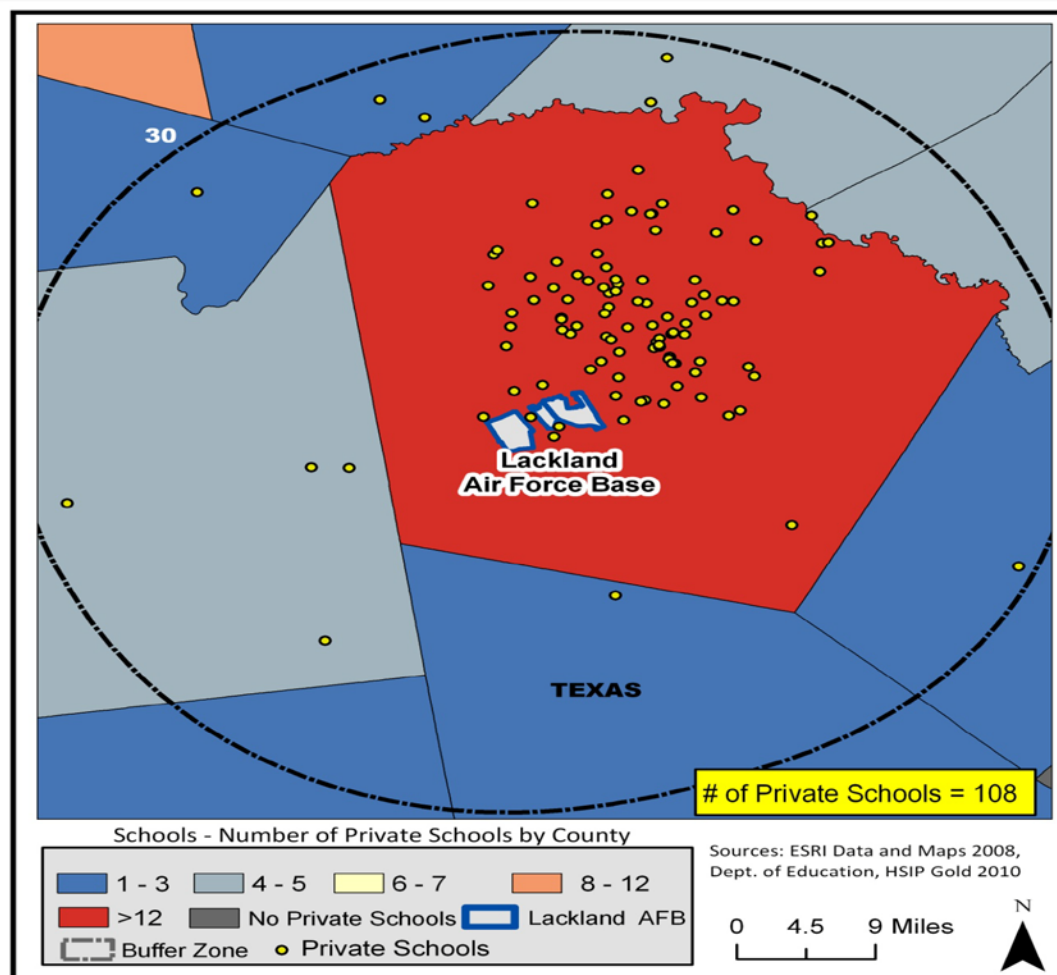 30
Lackland
Air Force Base
TEXAS
# of Private Schools = 108
Schools - Number of Private Schools by County
1 - 3
4 - 5
6 - 7
8 - 12
>12
No Private Schools
Lackland AFB
Buffer Zone
Private Schools
Sources: ESRI Data and Maps 2008,
Dept. of Education, HSIP Gold 2010
0 4.5 9 Miles
N